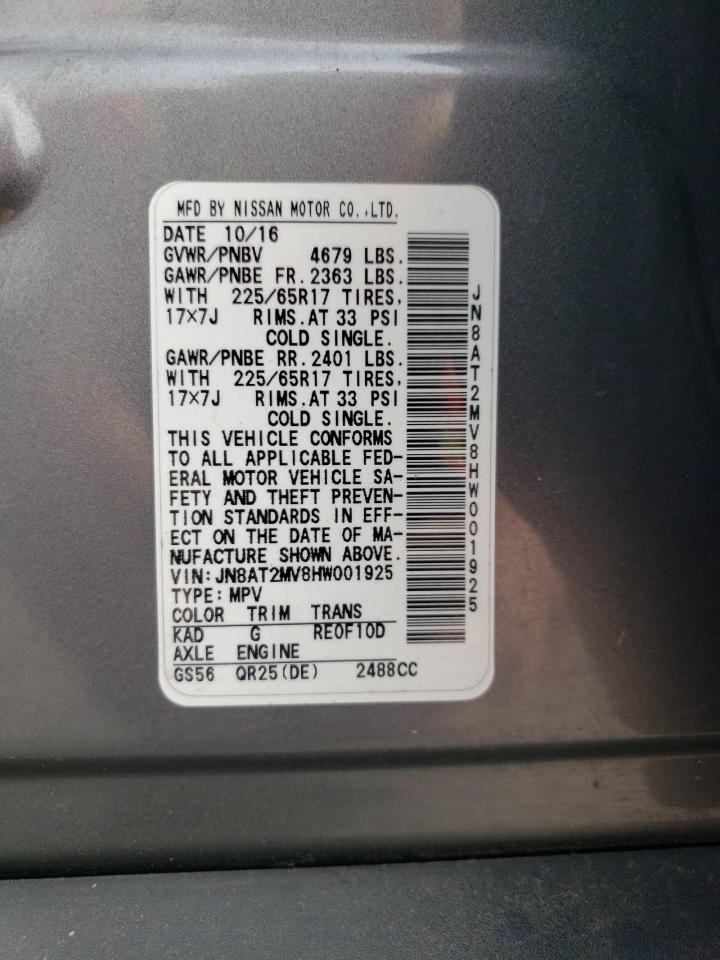 MFD BY NISSAN MOTOR CO.,LTD.
DATE 10/16
GVWR/PNBV 4679 LBS.
GAWR/PNBE FR. 2363 LBS.
WITH 225/65R17 TIRES,
17×7J RIMS.AT 33 PSI
COLD SINGLE.
GAWR/PNBE RR. 2401 LBS.
WITH 225/65R17 TIRES,
17×7J RIMS.AT 33 PSI
COLD SINGLE.
THIS VEHICLE CONFORMS
TO ALL APPLICABLE FED-
ERAL MOTOR VEHICLE SA-
FETY AND THEFT PREVEN-
TION STANDARDS IN EFF-
ECT ON THE DATE OF MA-
NUFACTURE SHOWN ABOVE.
VIN:JN8AT2MV8HW001925
TYPE:MPV
COLOR TRIM TRANS
KAD G RE0F10D
AXLE ENGINE
GS56 QR25(DE) 2488CC
JN8AT2MV8HW001925